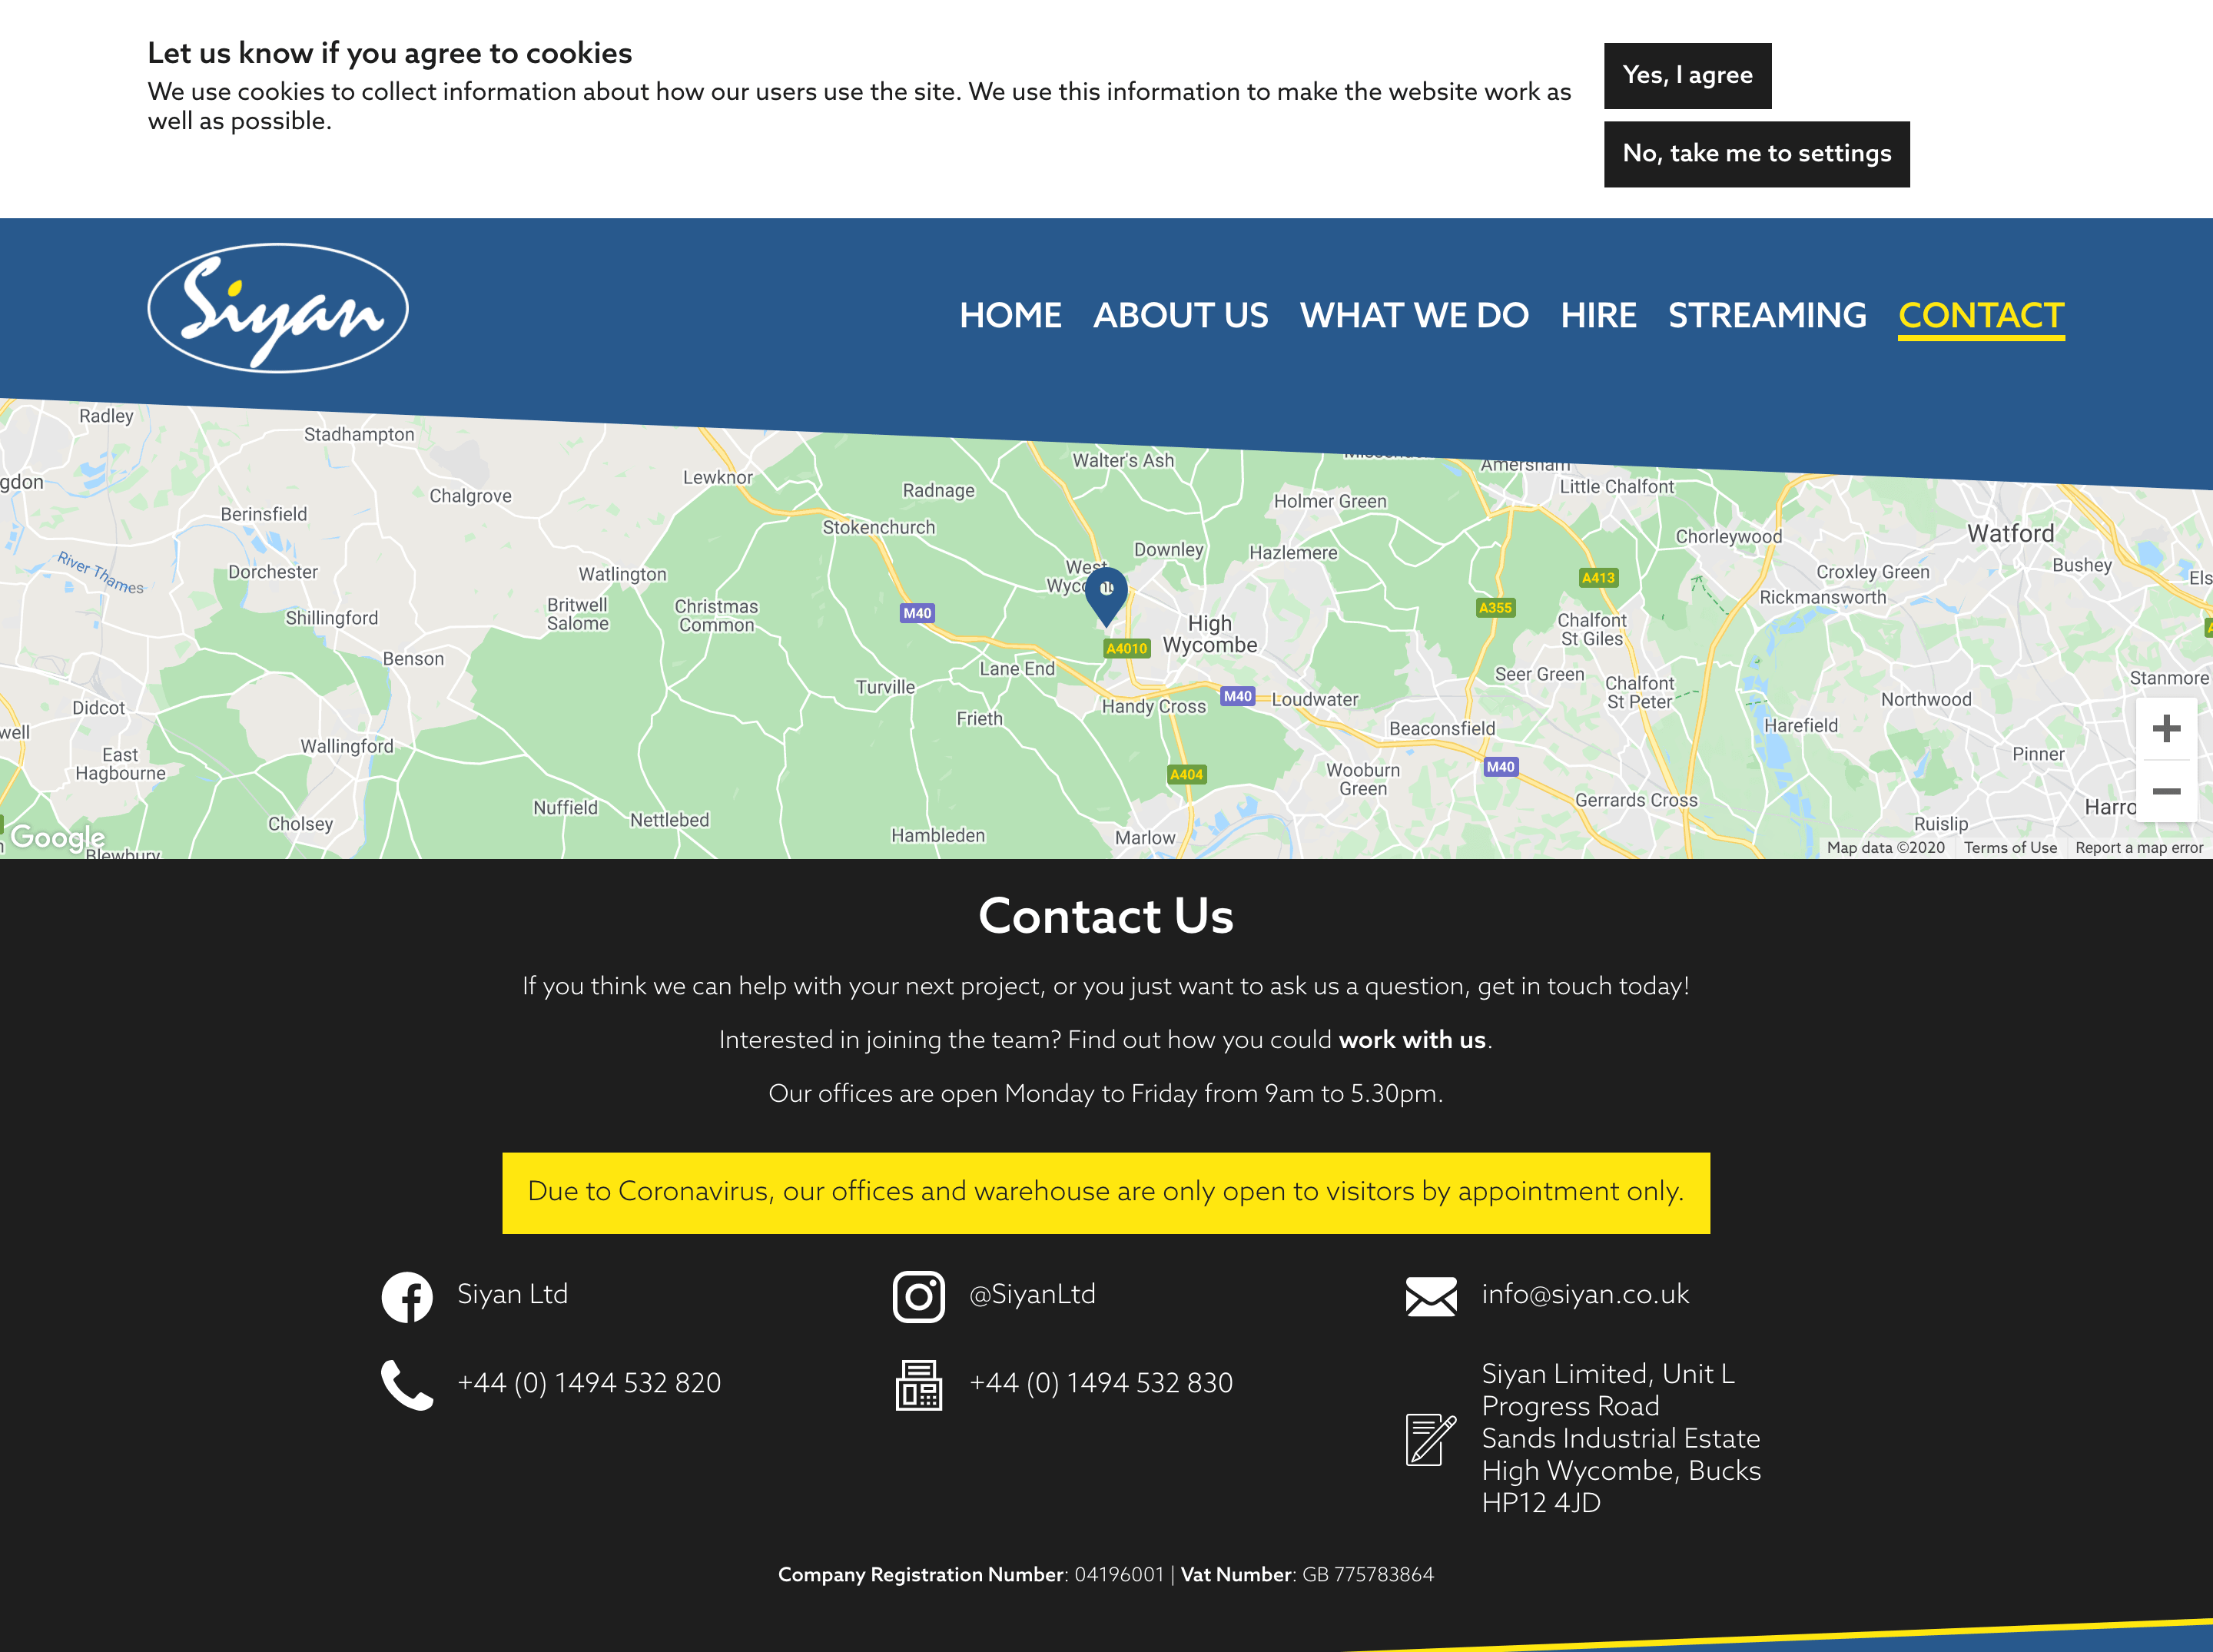 Let us know if you agree to cookies
We use cookies to collect information about how our users use the site. We use this information to make the website work as
well as possible.
Yes, I agree
No, take me to settings
Siyan
HOME ABOUT US WHAT WE DO HIRE STREAMING CONTACT
Radley
Stadhampton
Walter's Ash
Amersham
Lewknor
gdon
Little Chalfont
Radnage
Chalgrove
Holmer Green
Berinsfield
Stokenchurch
Chorleywood
Watford
Downley
Hazlemere
River Thames
Dorchester
Watlington
West
Croxley Green
Bushey
Els
A413
Rickmansworth
Britwell
Salome
Christmas
Common
M40
A355
Shillingford
High
Wycombe
Chalfont
St Giles
A4010
Benson
Lane End
Seer Green
Stanmore
Turville
Chalfont
St Peter
M40
Loudwater
Northwood
Didcot
Handy Cross
Frieth
Beaconsfield
Harefield
well
Wallingford
East
Hagbourne
Pinner
A404
Wooburn
Green
M40
Nuffield
Gerrards Cross
Harro
Cholsey
Nettlebed
Ruislip
Google
Hambleden
Marlow
Blewbury
Map data ©2020 Terms of Use Report a map error
Contact Us
If you think we can help with your next project, or you just want to ask us a question, get in touch today!
Interested in joining the team? Find out how you could work with us.
Our offices are open Monday to Friday from 9am to 5.30pm.
Due to Coronavirus, our offices and warehouse are only open to visitors by appointment only.
Siyan Ltd
@SiyanLtd
info@siyan.co.uk
+44 (0) 1494 532 820
+44 (0) 1494 532 830
Siyan Limited, Unit L
Progress Road
Sands Industrial Estate
High Wycombe, Bucks
HP12 4JD
Company Registration Number: 04196001 | Vat Number: GB 775783864